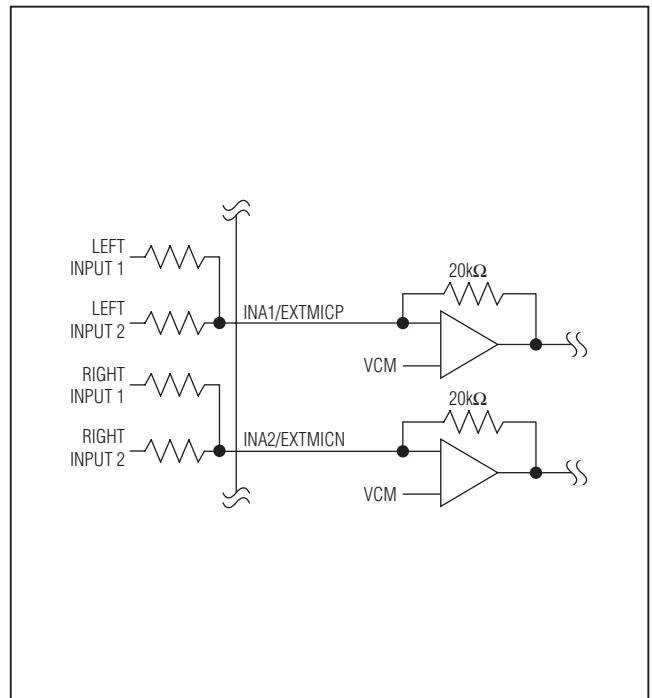 LEFT
INPUT 1
LEFT
INPUT 2
INA1/EXTMICP
20kΩ
VCM
RIGHT
INPUT 1
RIGHT
INPUT 2
INA2/EXTMICN
20kΩ
VCM